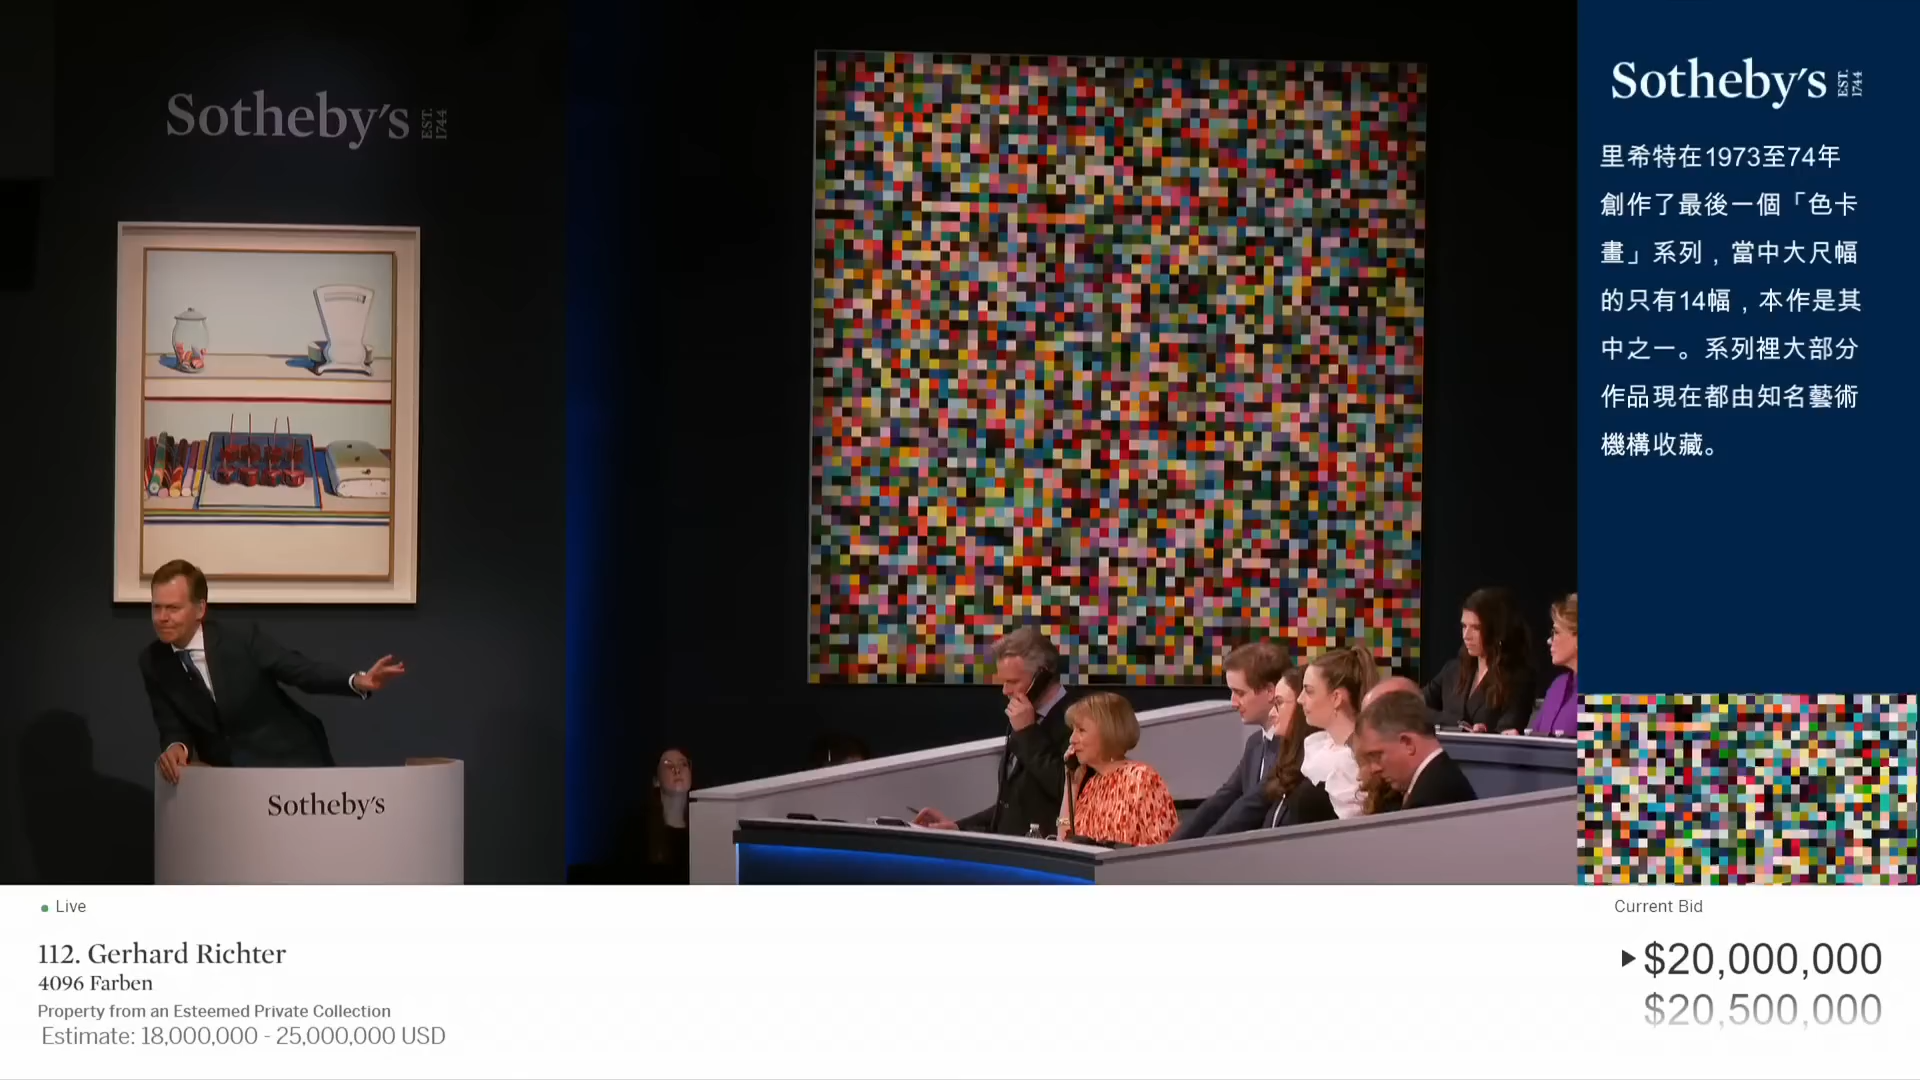 Sotheby's EST. 1744
Sotheby's
Sotheby's EST. 1744
里希特在1973至74年
創作了最後一個「色卡
畫」系列，當中大尺幅
的只有14幅，本作是其
中之一。系列裡大部分
作品現在都由知名藝術
機構收藏。
Live
112. Gerhard Richter
4096 Farben
Property from an Esteemed Private Collection
Estimate: 18,000,000 - 25,000,000 USD
Current Bid
$20,000,000
$20,500,000